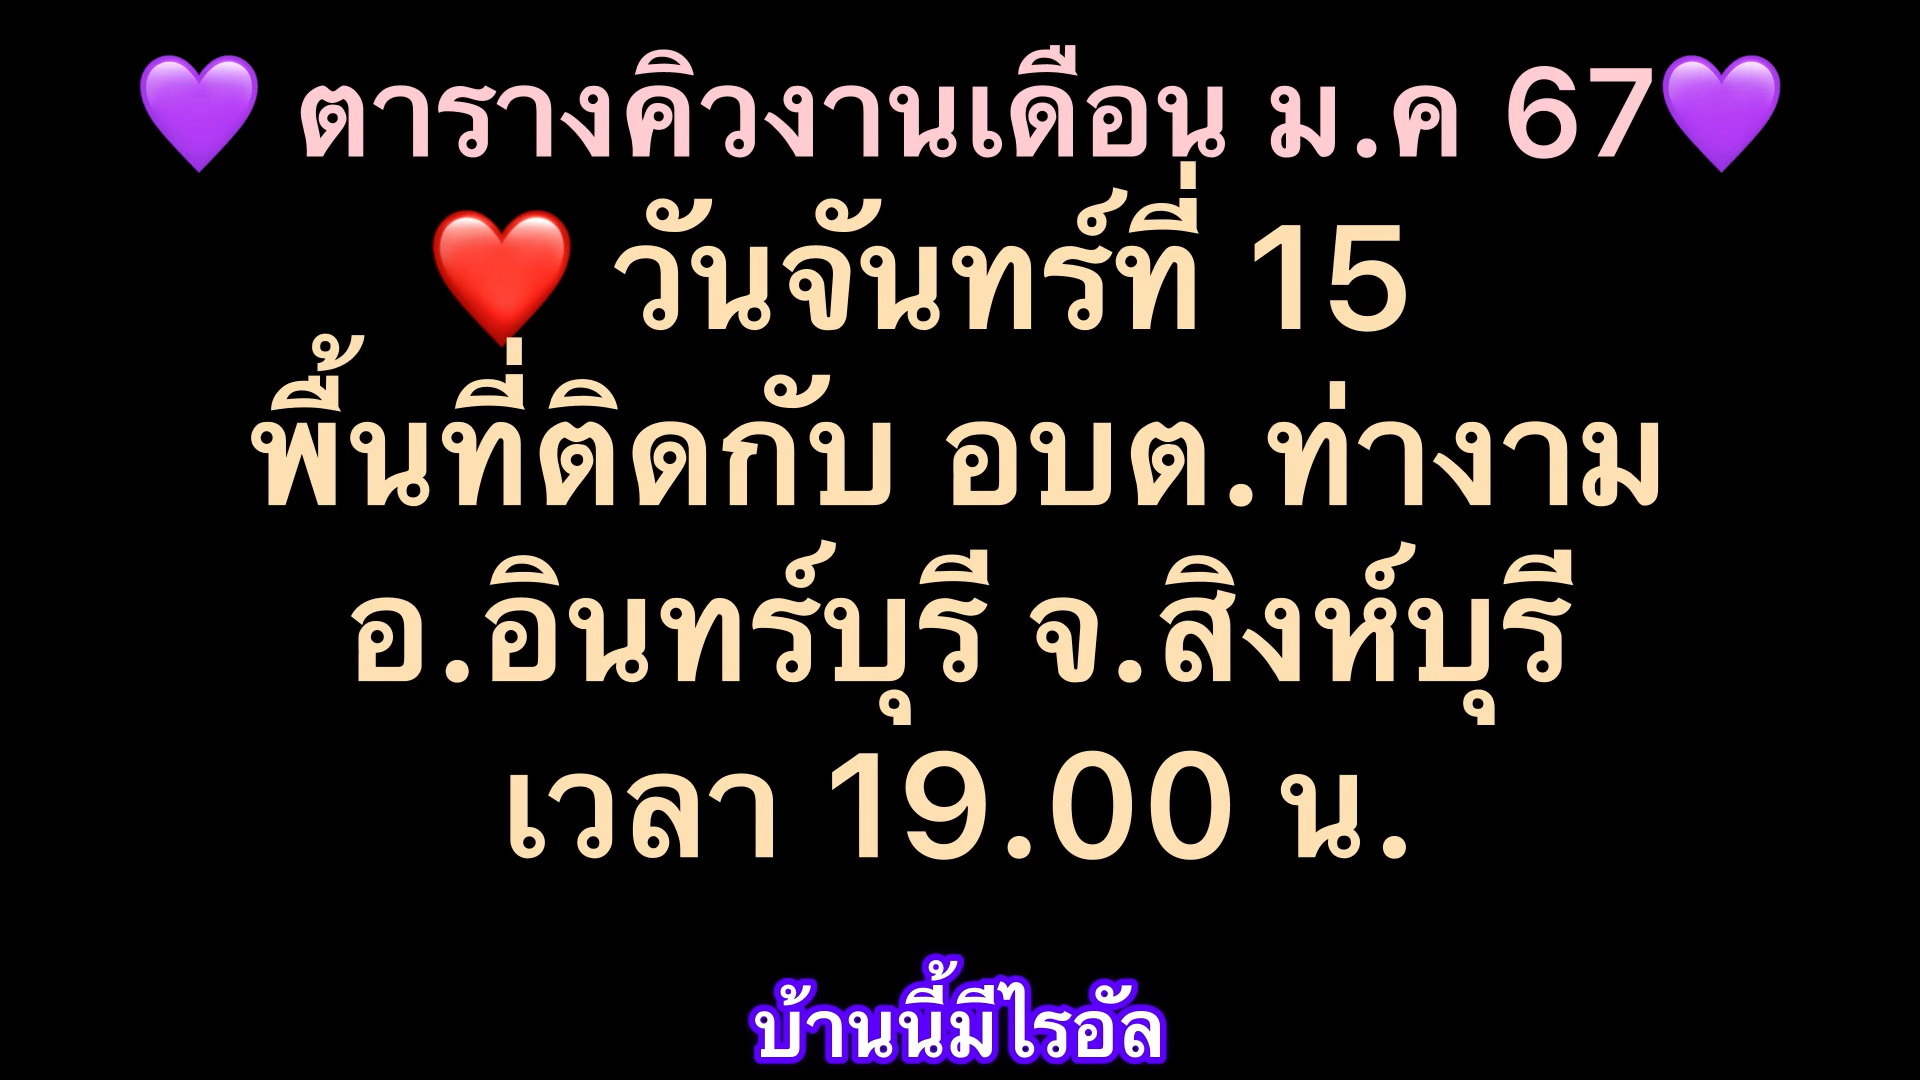 💜 ตารางคิวงานเดือน ม.ค 67💜
❤️ วันจันทร์ที่ 15
พื้นที่ติดกับ อบต.ท่างาม
อ.อินทร์บุรี จ.สิงห์บุรี
เวลา 19.00 น.
บ้านนี้มีไรอัล